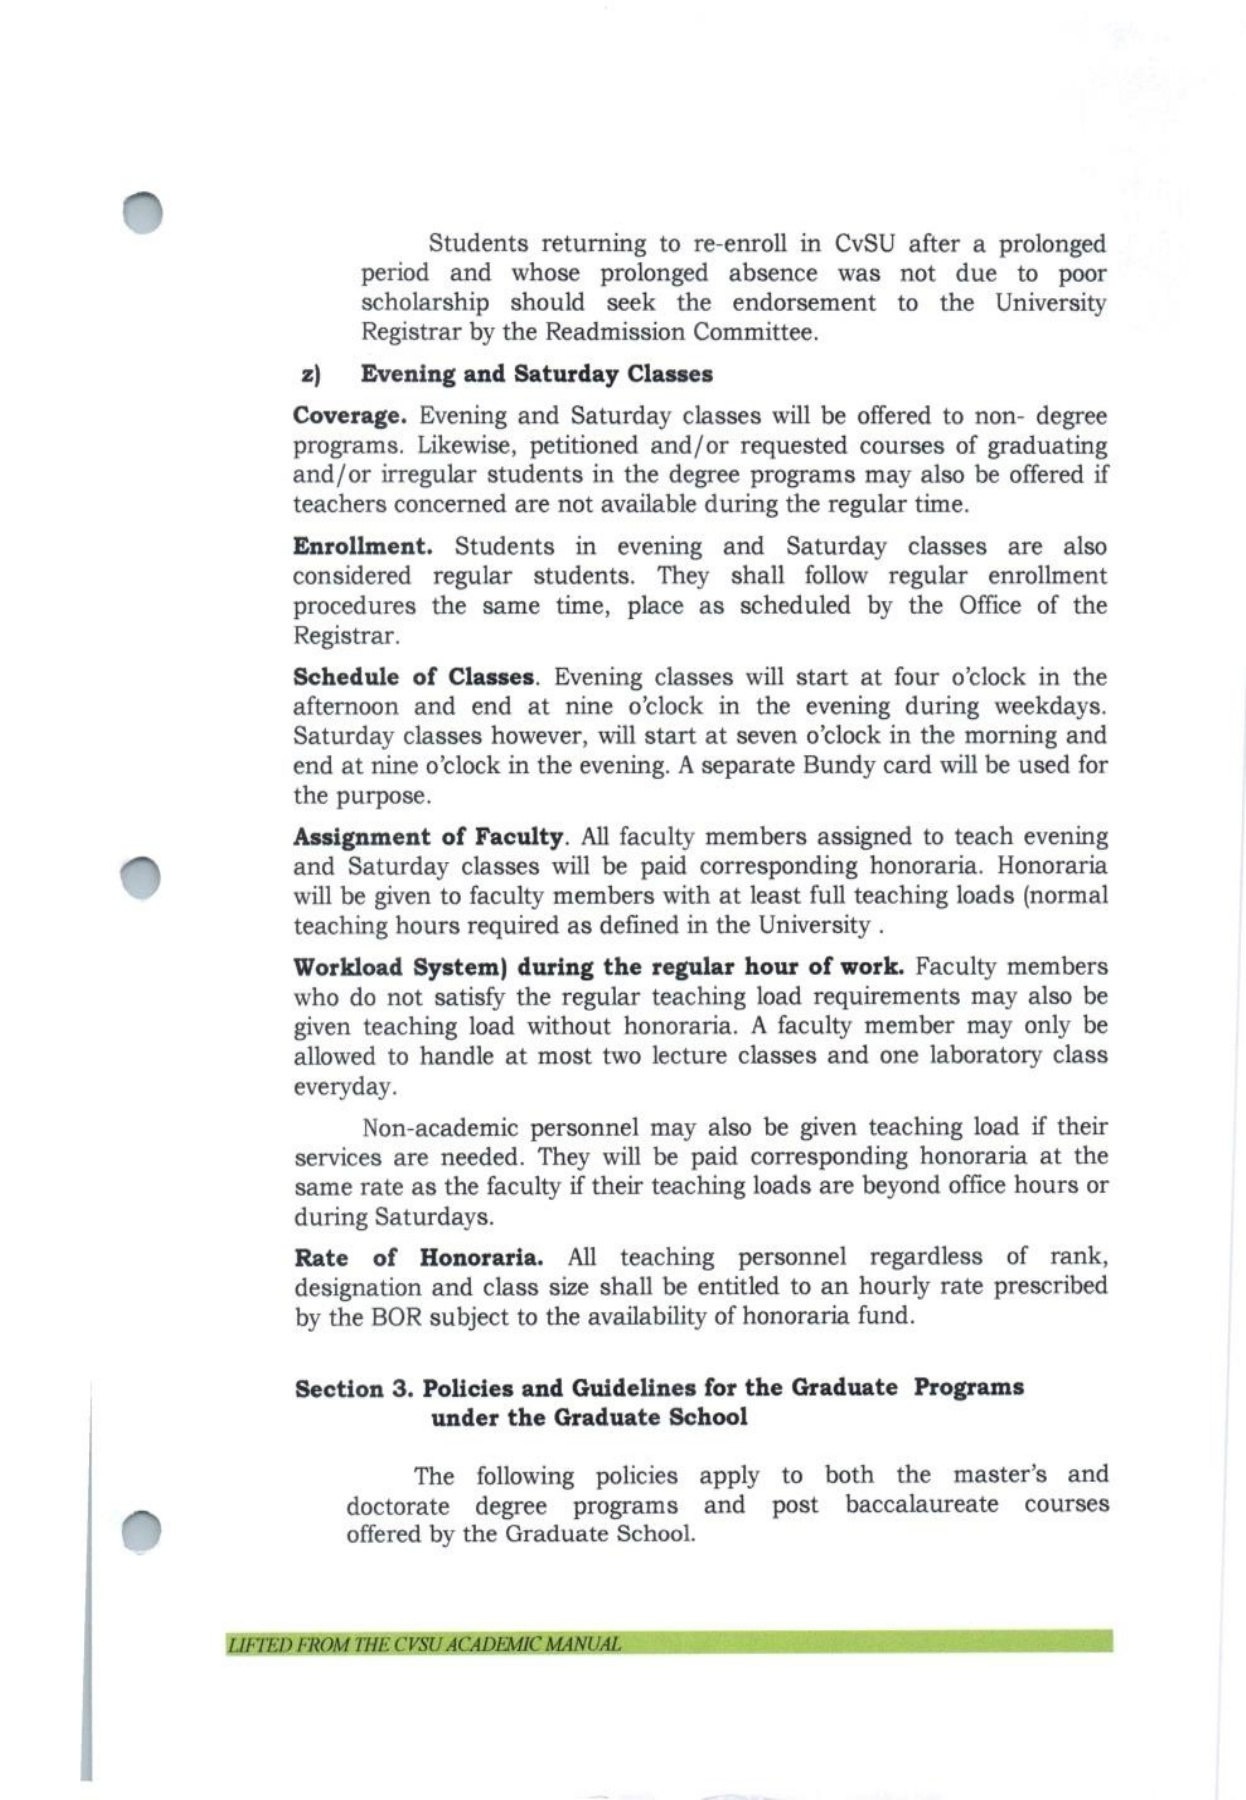 Students returning to re-enroll in CvSU after a prolonged
period and whose prolonged absence was not due to poor
scholarship should seek the endorsement to the University
Registrar by the Readmission Committee.
z) Evening and Saturday Classes
Coverage. Evening and Saturday classes will be offered to non- degree
programs. Likewise, petitioned and/or requested courses of graduating
and/or irregular students in the degree programs may also be offered if
teachers concerned are not available during the regular time.
Enrollment. Students in evening and Saturday classes are also
considered regular students. They shall follow regular enrollment
procedures the same time, place as scheduled by the Office of the
Registrar.
Schedule of Classes. Evening classes will start at four o'clock in the
afternoon and end at nine o'clock in the evening during weekdays.
Saturday classes however, will start at seven o'clock in the morning and
end at nine o'clock in the evening. A separate Bundy card will be used for
the purpose.
Assignment of Faculty. All faculty members assigned to teach evening
and Saturday classes will be paid corresponding honoraria. Honoraria
will be given to faculty members with at least full teaching loads (normal
teaching hours required as defined in the University .
Workload System) during the regular hour of work. Faculty members
who do not satisfy the regular teaching load requirements may also be
given teaching load without honoraria. A faculty member may only be
allowed to handle at most two lecture classes and one laboratory class
everyday.
Non-academic personnel may also be given teaching load if their
services are needed. They will be paid corresponding honoraria at the
same rate as the faculty if their teaching loads are beyond office hours or
during Saturdays.
Rate of Honoraria. All teaching personnel regardless of rank,
designation and class size shall be entitled to an hourly rate prescribed
by the BOR subject to the availability of honoraria fund.
Section 3. Policies and Guidelines for the Graduate Programs
under the Graduate School
The following policies apply to both the master's and
doctorate degree programs and post baccalaureate courses
offered by the Graduate School.
LIFTED FROM THE CVSU ACADEMIC MANUAL